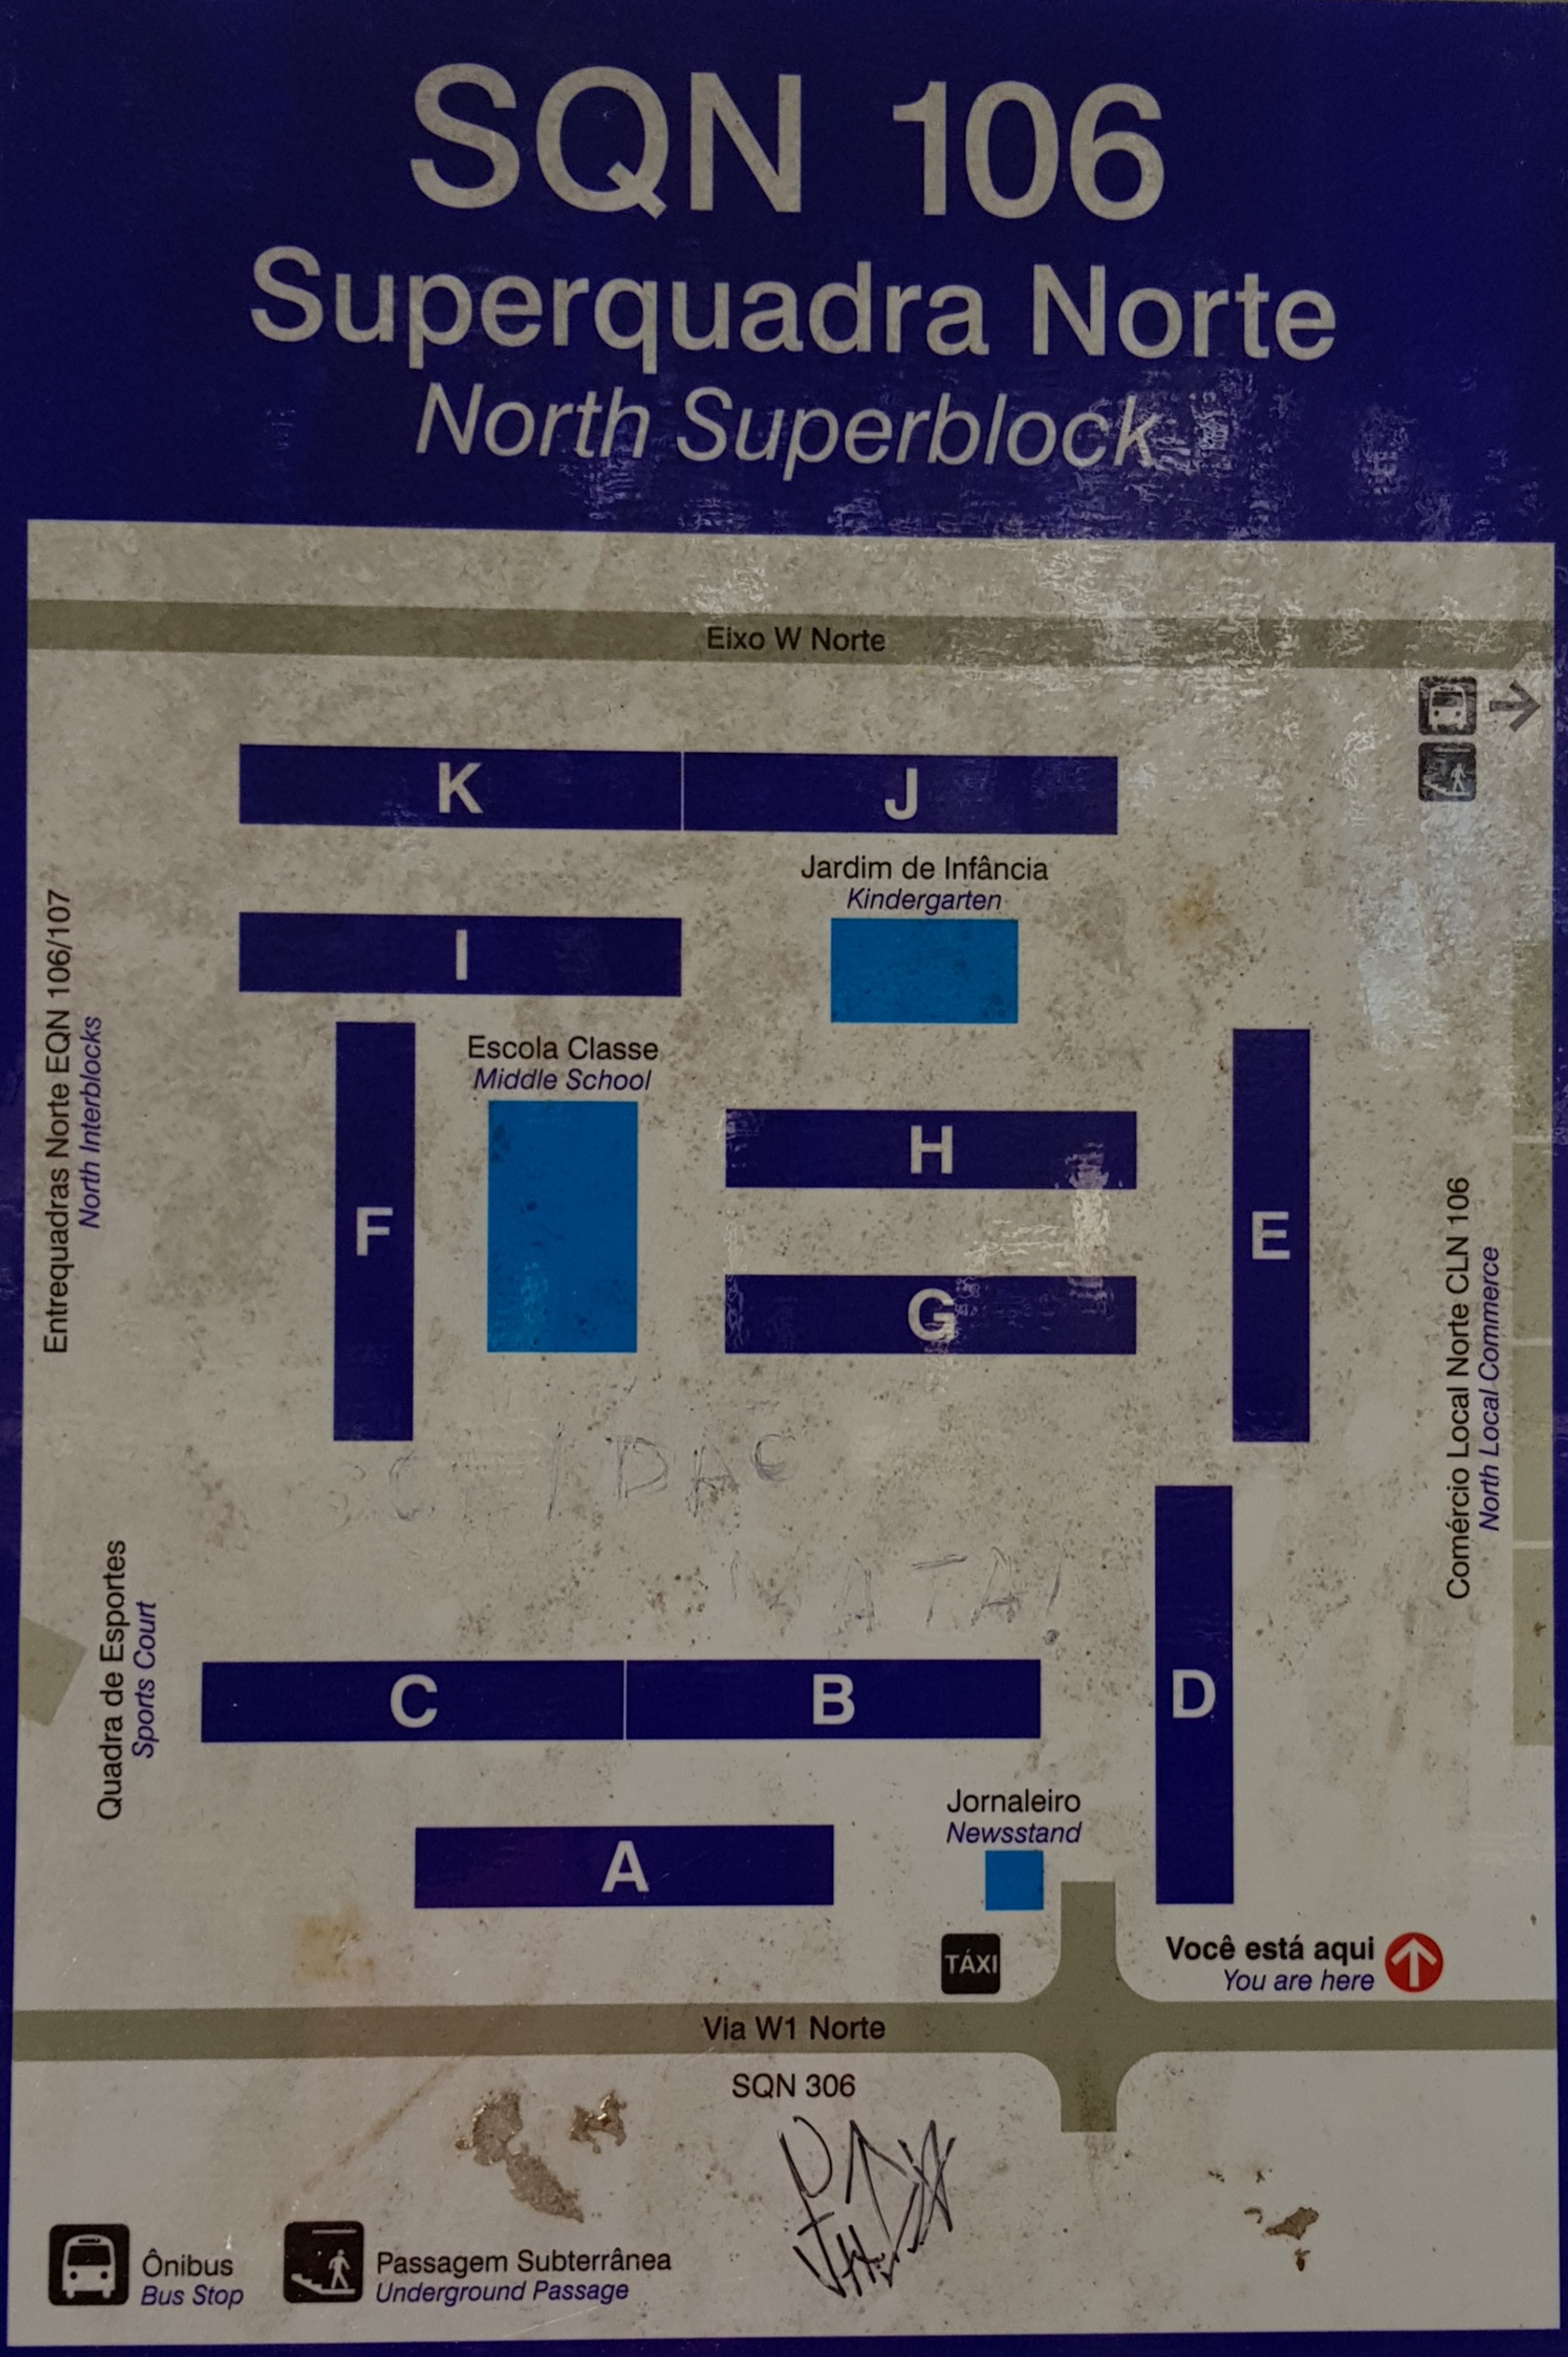 SQN 106
Superquadra Norte
North Superblock
Eixo W Norte
K
J
Jardim de Infância
Kindergarten
I
Entrequadras Norte EQN 106/107
North Interblocks
Escola Classe
Middle School
H
F
E
G
Comércio Local Norte CLN 106
North Local Commerce
Quadra de Esportes
Sports Court
C
B
D
Jornaleiro
Newsstand
A
TÁXI
Você está aqui
You are here
Via W1 Norte
SQN 306
Ônibus
Bus Stop
Passagem Subterrânea
Underground Passage